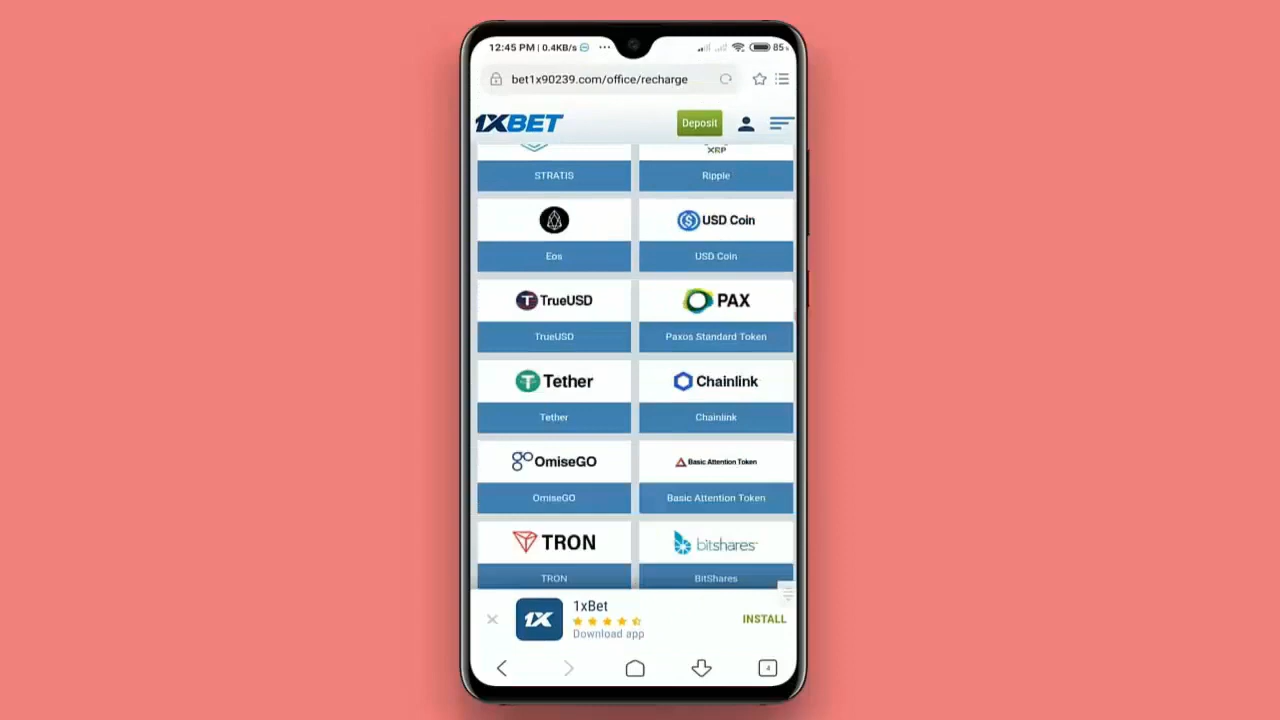 12:45 PM | 0.4KB/s ... 85%
bet1x90239.com/office/recharge
1XBET Deposit
XRP
STRATIS Ripple
USD Coin
Eos USD Coin
TrueUSD PAX
TrueUSD Paxos Standard Token
Tether Chainlink
Tether Chainlink
OmiseGO Basic Attention Token
OmiseGO Basic Attention Token
TRON bitshares
TRON BitShares
1xBet
1X INSTALL
Download app
4